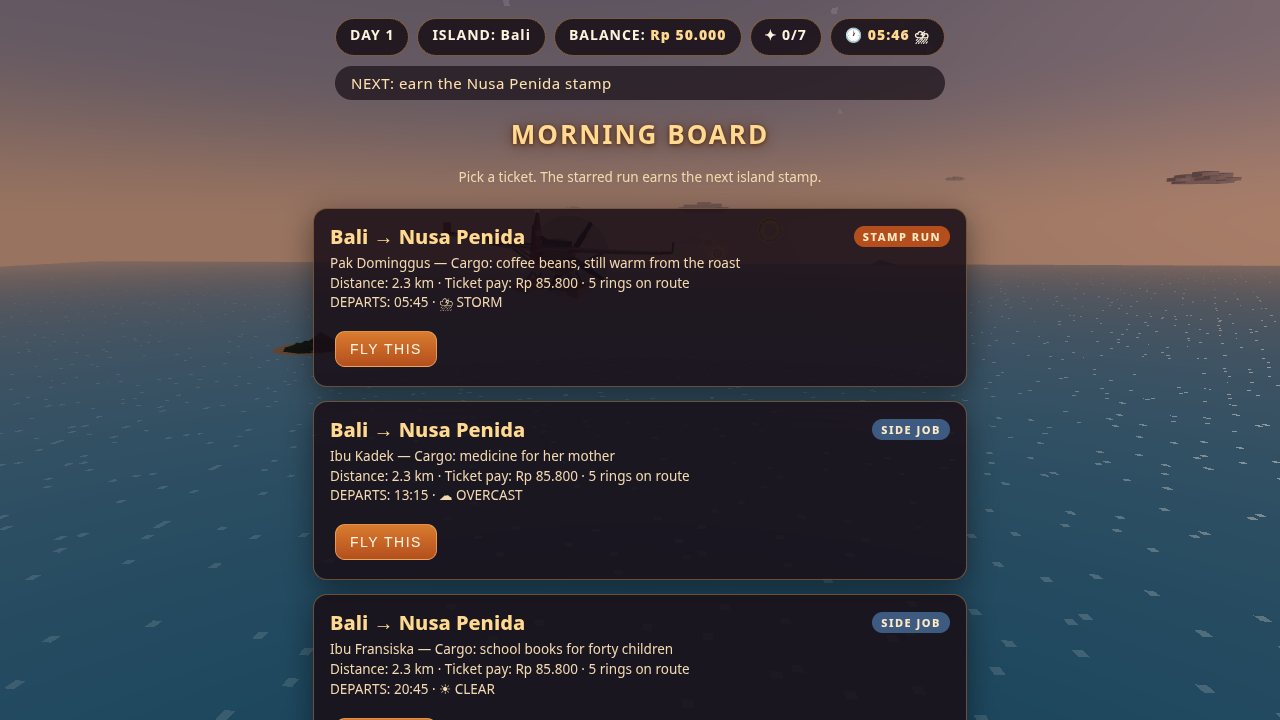 DAY 1
ISLAND: Bali
BALANCE: Rp 50.000
✦ 0/7
🕐 05:46 ⛈
NEXT: earn the Nusa Penida stamp
MORNING BOARD
Pick a ticket. The starred run earns the next island stamp.
Bali → Nusa Penida
STAMP RUN
Pak Dominggus — Cargo: coffee beans, still warm from the roast
Distance: 2.3 km · Ticket pay: Rp 85.800 · 5 rings on route
DEPARTS: 05:45 · ⛈ STORM
FLY THIS
Bali → Nusa Penida
SIDE JOB
Ibu Kadek — Cargo: medicine for her mother
Distance: 2.3 km · Ticket pay: Rp 85.800 · 5 rings on route
DEPARTS: 13:15 · ☁ OVERCAST
FLY THIS
Bali → Nusa Penida
SIDE JOB
Ibu Fransiska — Cargo: school books for forty children
Distance: 2.3 km · Ticket pay: Rp 85.800 · 5 rings on route
DEPARTS: 20:45 · ☀ CLEAR